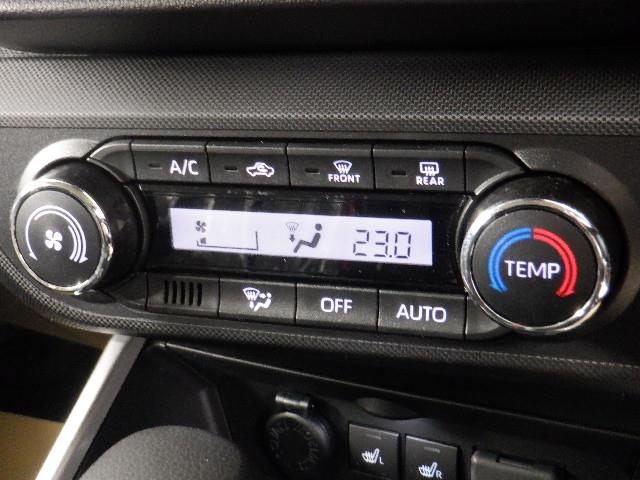 A/C
FRONT
REAR
23.0
TEMP
OFF
AUTO
L
R